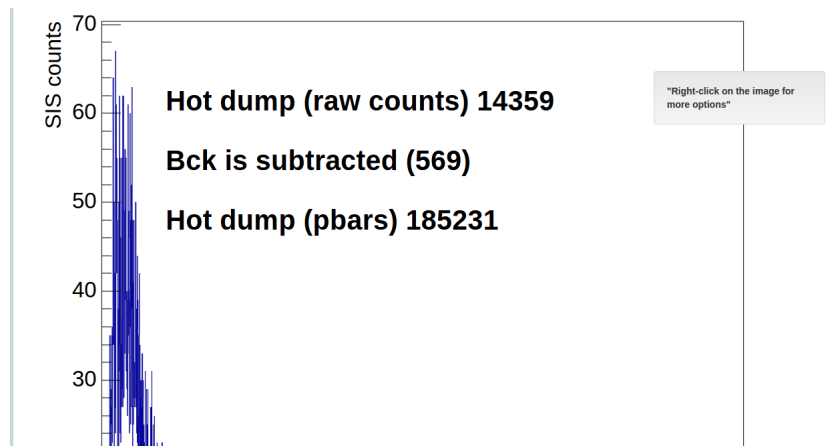 70
SIS counts
60
50
40
30
Hot dump (raw counts) 14359
Bck is subtracted (569)
Hot dump (pbars) 185231
"Right-click on the image for
more options"